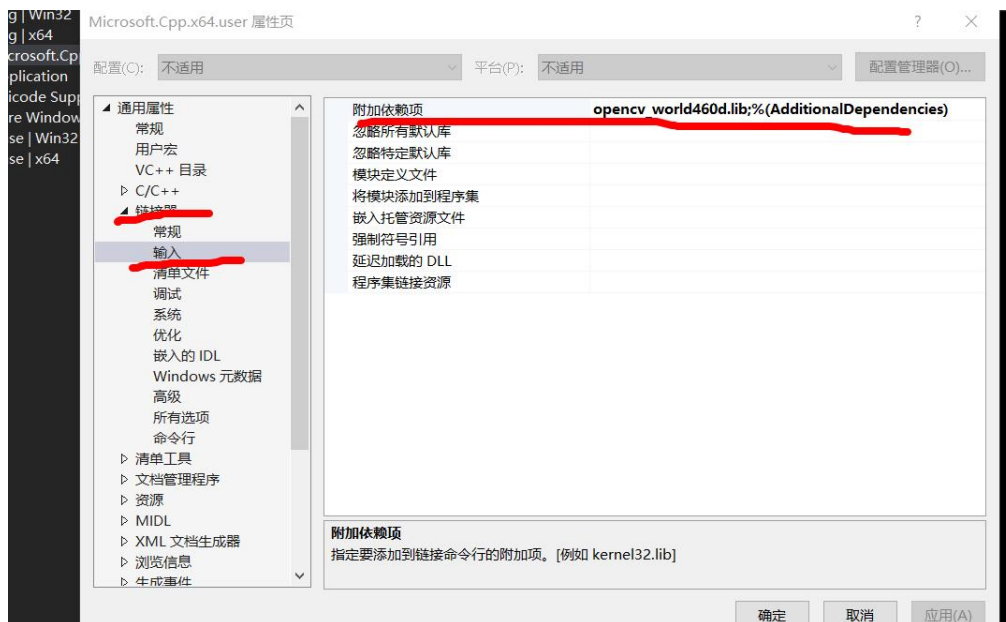 g | Win32
g | x64
crosoft.Cp
plication
icode Supp
re Window
se | Win32
se | x64
Microsoft.Cpp.x64.user 属性页
? ×
配置(C): 不适用 平台(P): 不适用 配置管理器(O)...
通用属性
常规
用户宏
VC++ 目录
C/C++
链接器
常规
输入
清单文件
调试
系统
优化
嵌入的 IDL
Windows 元数据
高级
所有选项
命令行
清单工具
文档管理程序
资源
MIDL
XML 文档生成器
浏览信息
生成事件
附加依赖项 opencv_world460d.lib;%(AdditionalDependencies)
忽略所有默认库
忽略特定默认库
模块定义文件
将模块添加到程序集
嵌入托管资源文件
强制符号引用
延迟加载的 DLL
程序集链接资源
附加依赖项
指定要添加到链接命令行的附加项。[例如 kernel32.lib]
确定 取消 应用(A)